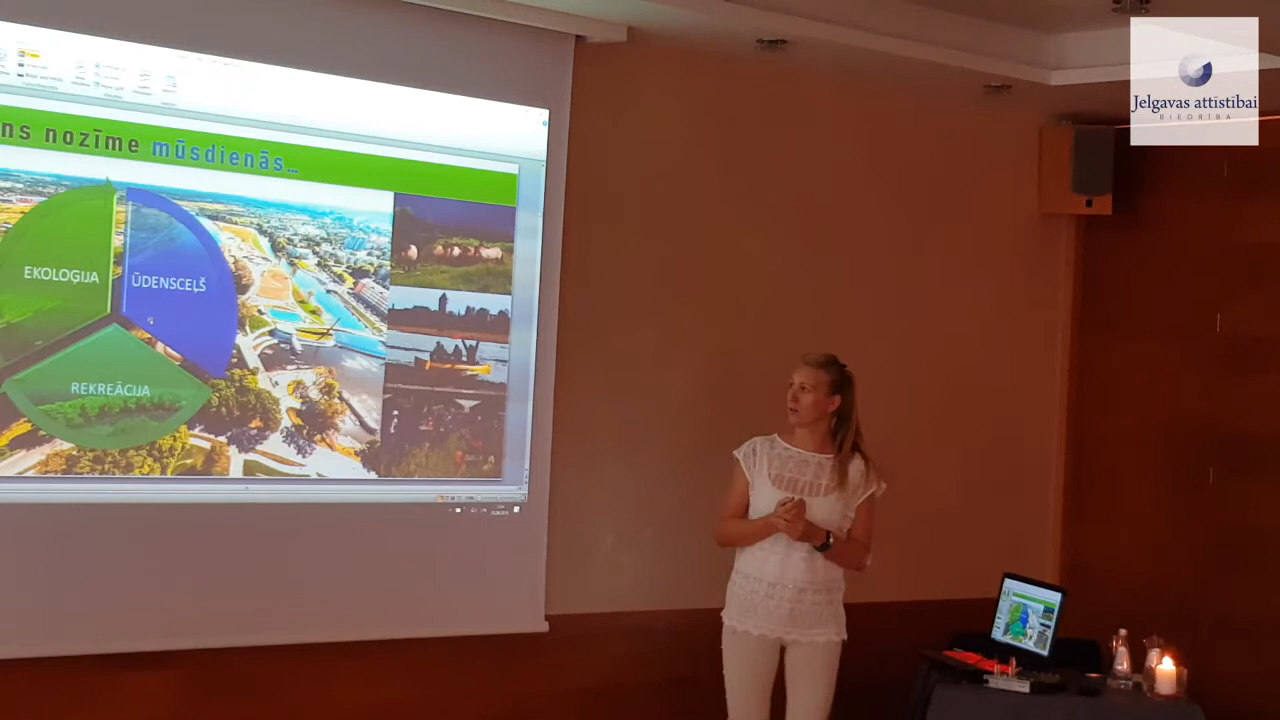 Jelgavas attīstībai
BIEDRĪBA
ns nozīme mūsdienās...
EKOLOĢIJA
ŪDENSCEĻŠ
REKREĀCIJA